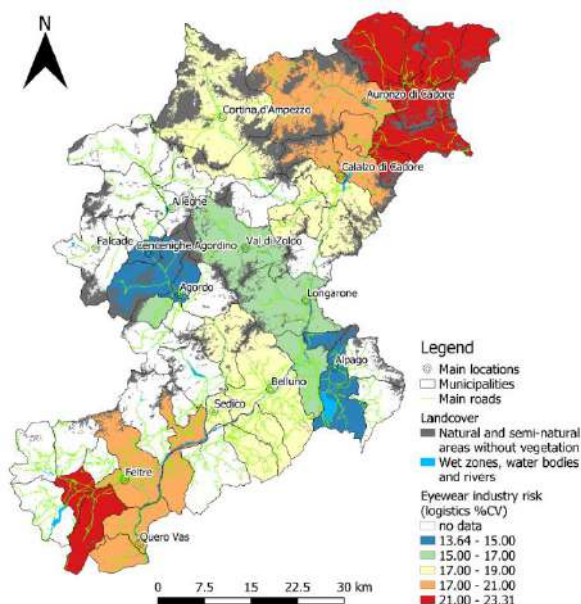 N
Auronzo di Cadore
Cortina d'Ampezzo
Calalzo di Cadore
Alleghe
Falcade
Cencenighe Agordino
Val di Zoldo
Agordo
Longarone
Alpago
Belluno
Sedico
Feltre
Quero Vas
Legend
Main locations
Municipalities
Main roads
Landcover
Natural and semi-natural
areas without vegetation
Wet zones, water bodies
and rivers
Eyewear industry risk
(logistics %CV)
no data
13.64 - 15.00
15.00 - 17.00
17.00 - 19.00
17.00 - 21.00
21.00 - 23.31
0 7.5 15 22.5 30 km